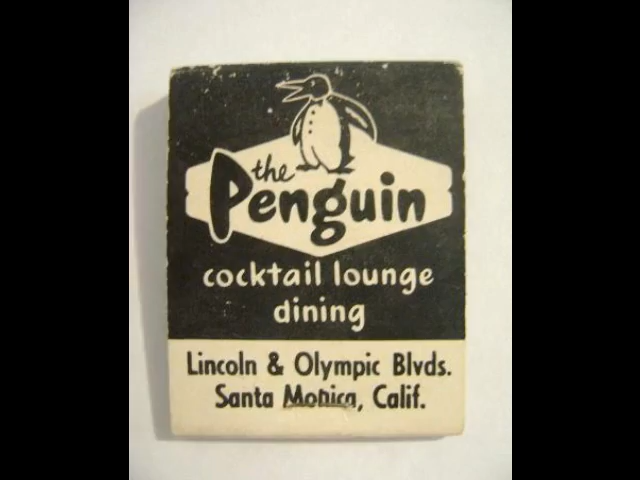 the
Penguin
cocktail lounge
dining
Lincoln & Olympic Blvds.
Santa Monica, Calif.